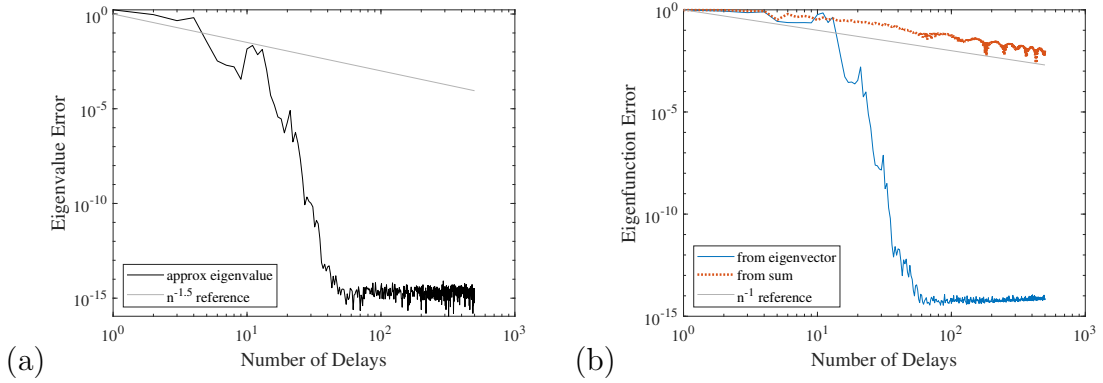 10^0
10^-5
10^-10
10^-15
Eigenvalue Error
approx eigenvalue
n^-1.5 reference
10^0 10^1 10^2 10^3
Number of Delays
(a)
10^0
10^-5
10^-10
10^-15
Eigenfunction Error
from eigenvector
from sum
n^-1 reference
10^0 10^1 10^2 10^3
Number of Delays
(b)